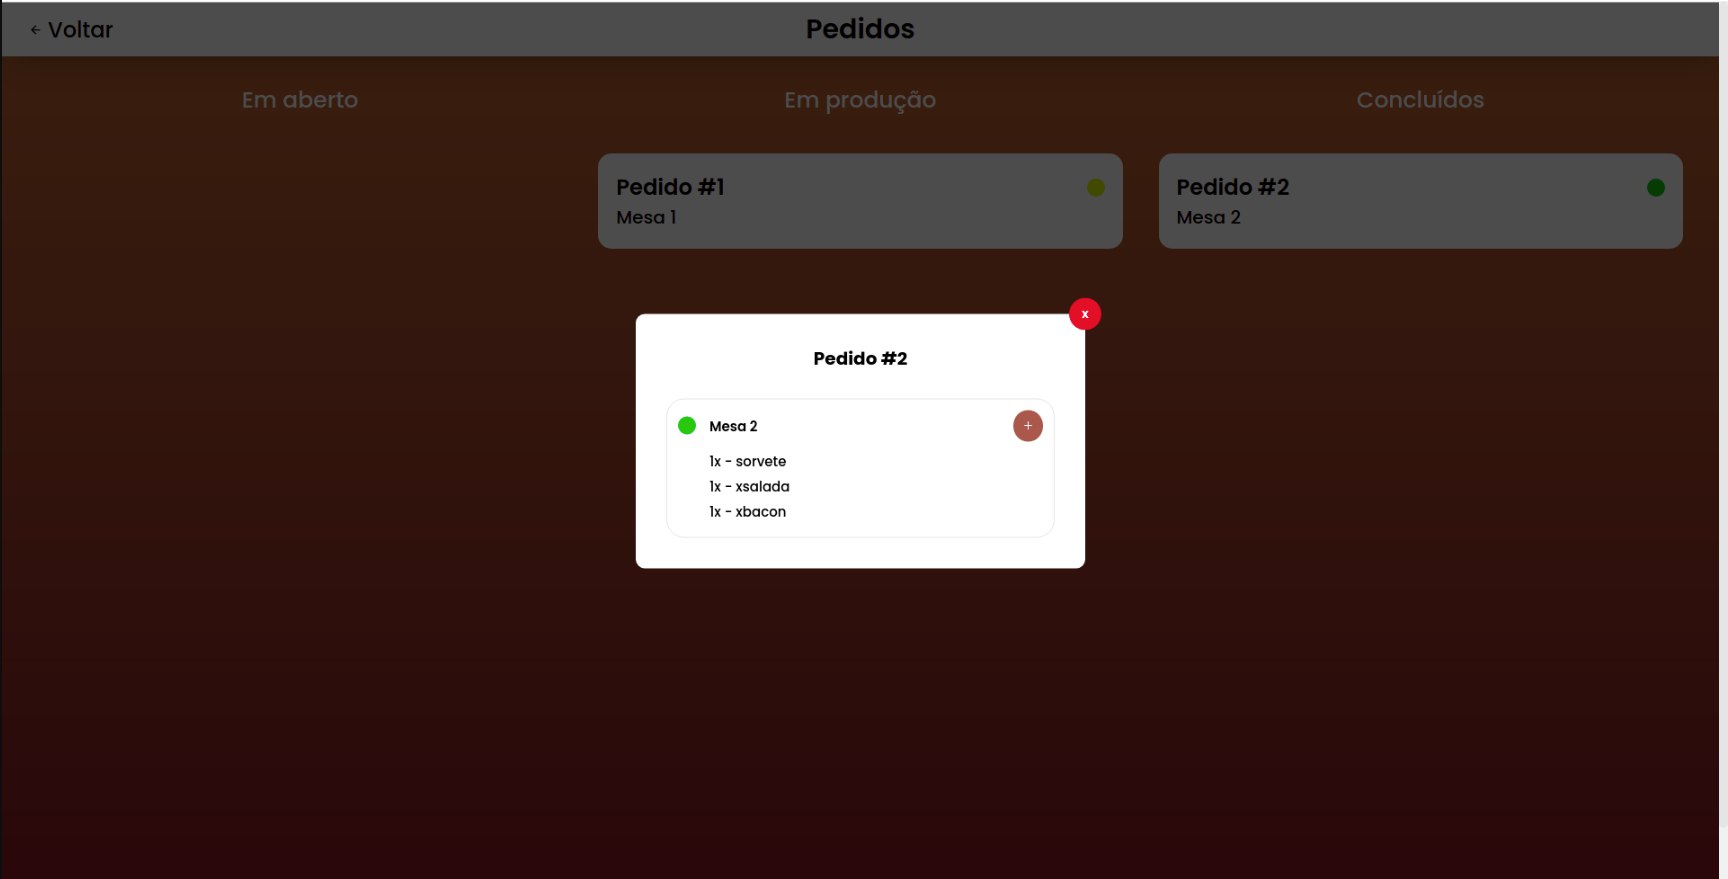 ← Voltar
Pedidos
Em aberto
Em produção
Concluídos
Pedido #1
Mesa 1
Pedido #2
Mesa 2
x
Pedido #2
Mesa 2
+
1x - sorvete
1x - xsalada
1x - xbacon